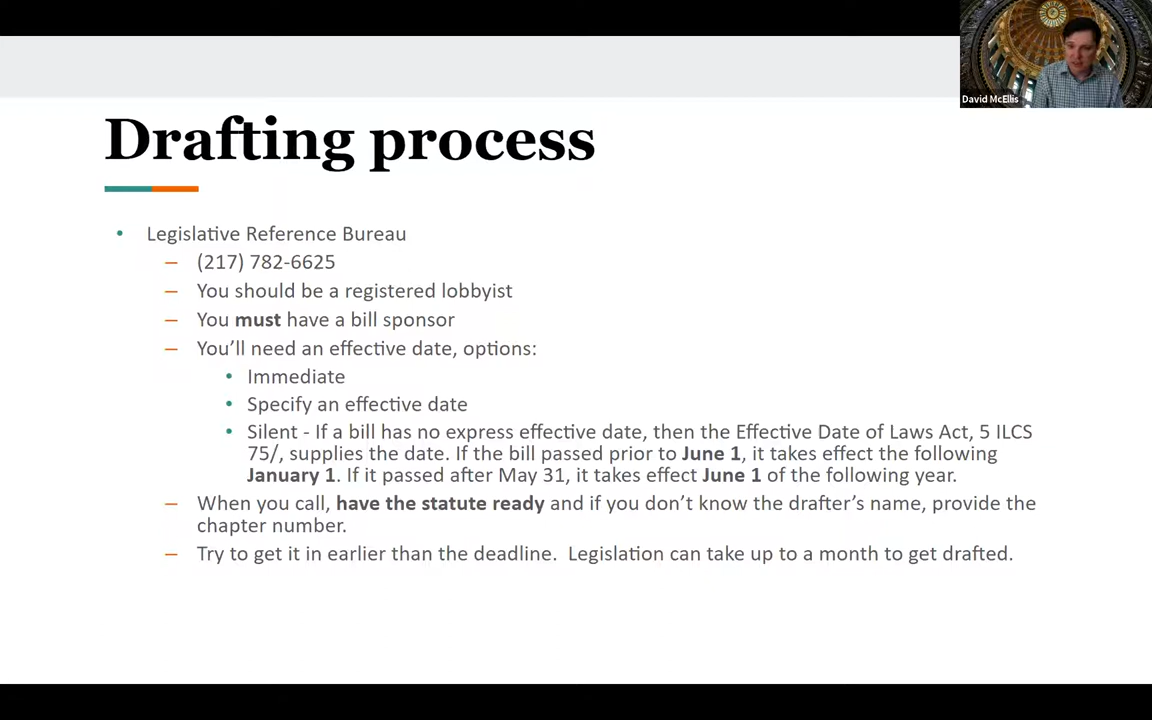 David McEllis
Drafting process
• Legislative Reference Bureau
– (217) 782-6625
– You should be a registered lobbyist
– You must have a bill sponsor
– You’ll need an effective date, options:
• Immediate
• Specify an effective date
• Silent - If a bill has no express effective date, then the Effective Date of Laws Act, 5 ILCS
75/, supplies the date. If the bill passed prior to June 1, it takes effect the following
January 1. If it passed after May 31, it takes effect June 1 of the following year.
– When you call, have the statute ready and if you don’t know the drafter’s name, provide the
chapter number.
– Try to get it in earlier than the deadline.  Legislation can take up to a month to get drafted.